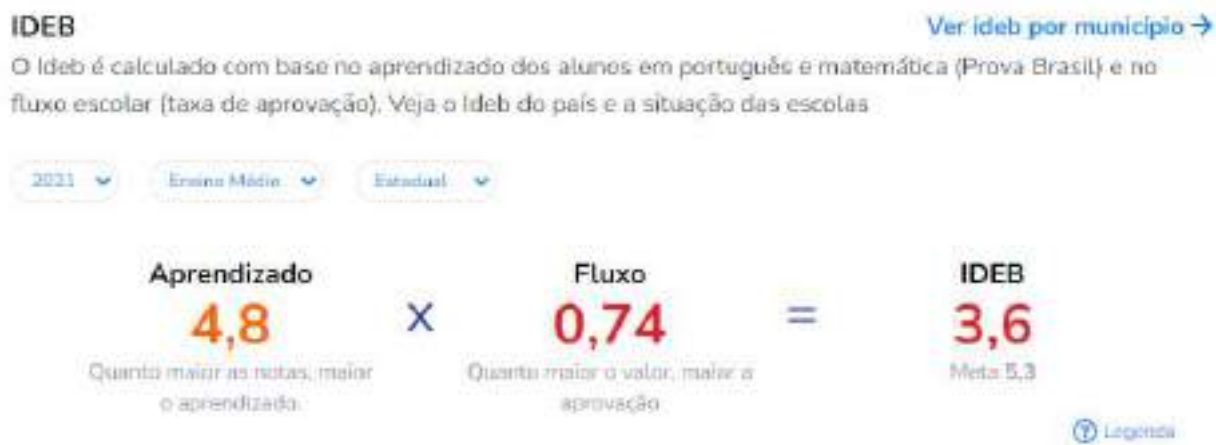 IDEB
Ver ideb por município →
O Ideb é calculado com base no aprendizado dos alunos em português e matemática (Prova Brasil) e no
fluxo escolar (taxa de aprovação). Veja o Ideb do país e a situação das escolas
2021
Ensino Médio
Estadual
Aprendizado
4,8
Quanto maior as notas, maior
o aprendizado.
X
Fluxo
0,74
Quanto maior o valor, maior a
aprovação
=
IDEB
3,6
Meta 5,3
? Legenda